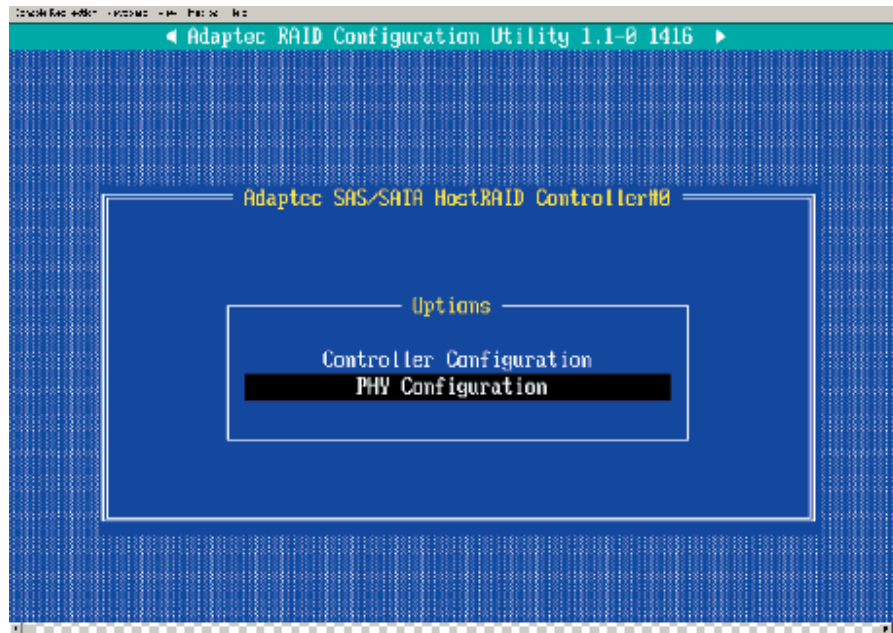 ◄ Adaptec RAID Configuration Utility 1.1-0 1416 ►
Adaptec SAS/SATA HostRAID Controller#0
Options
Controller Configuration
PHY Configuration